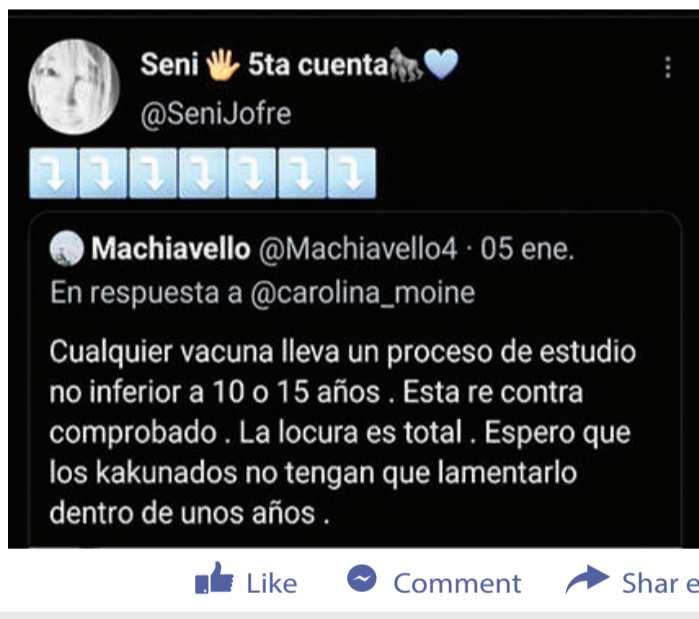 Seni 🖐 5ta cuenta🦍💙
@SeniJofre
⤵⤵⤵⤵⤵⤵⤵
Machiavello @Machiavello4 · 05 ene.
En respuesta a @carolina_moine
Cualquier vacuna lleva un proceso de estudio
no inferior a 10 o 15 años . Esta re contra
comprobado . La locura es total . Espero que
los kakunados no tengan que lamentarlo
dentro de unos años .
Like Comment Shar e